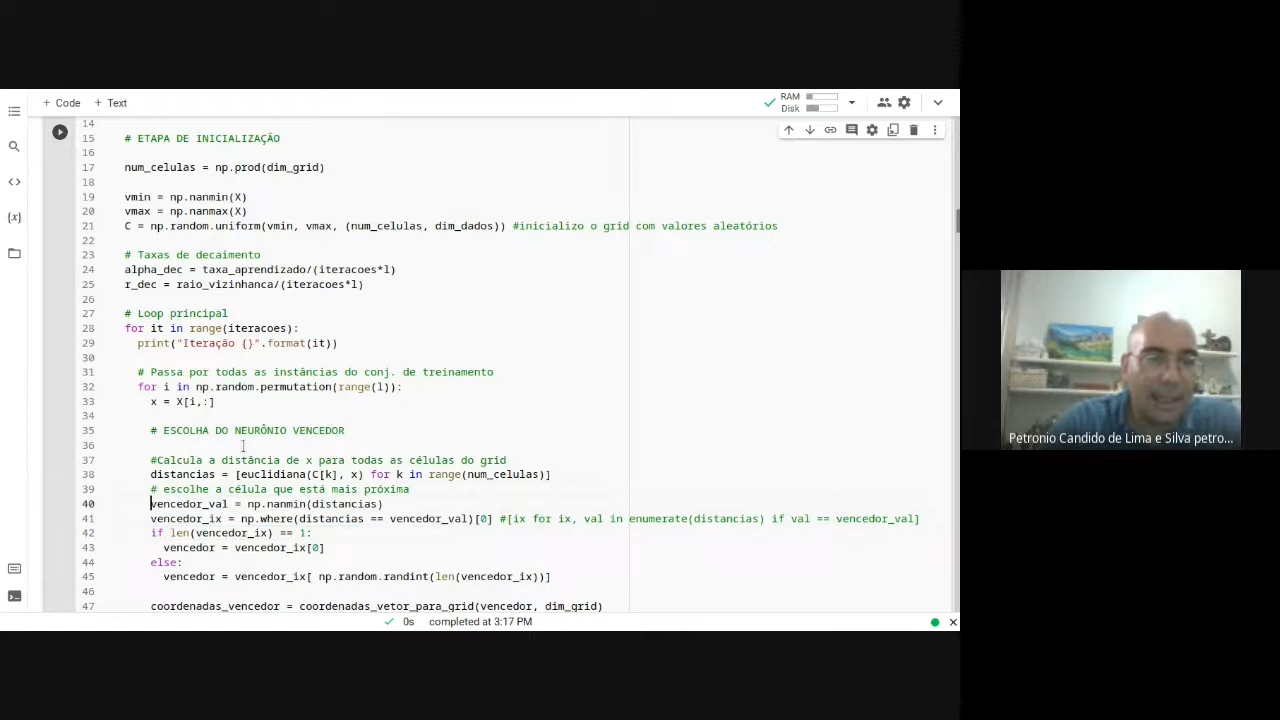 + Code + Text
RAM
Disk
14
15 # ETAPA DE INICIALIZAÇÃO
16
17 num_celulas = np.prod(dim_grid)
18
19 vmin = np.nanmin(X)
20 vmax = np.nanmax(X)
21 C = np.random.uniform(vmin, vmax, (num_celulas, dim_dados)) #inicializo o grid com valores aleatórios
22
23 # Taxas de decaimento
24 alpha_dec = taxa_aprendizado/(iteracoes*l)
25 r_dec = raio_vizinhanca/(iteracoes*l)
26
27 # Loop principal
28 for it in range(iteracoes):
29 print("Iteração {}".format(it))
30
31 # Passa por todas as instâncias do conj. de treinamento
32 for i in np.random.permutation(range(l)):
33 x = X[i,:]
34
35 # ESCOLHA DO NEURÔNIO VENCEDOR
36
37 #Calcula a distância de x para todas as células do grid
38 distancias = [euclidiana(C[k], x) for k in range(num_celulas)]
39 # escolhe a célula que está mais próxima
40 vencedor_val = np.nanmin(distancias)
41 vencedor_ix = np.where(distancias == vencedor_val)[0] #[ix for ix, val in enumerate(distancias) if val == vencedor_val]
42 if len(vencedor_ix) == 1:
43 vencedor = vencedor_ix[0]
44 else:
45 vencedor = vencedor_ix[ np.random.randint(len(vencedor_ix))]
46
47 coordenadas_vencedor = coordenadas_vetor_para_grid(vencedor, dim_grid)
0s completed at 3:17 PM
Petronio Candido de Lima e Silva petro...